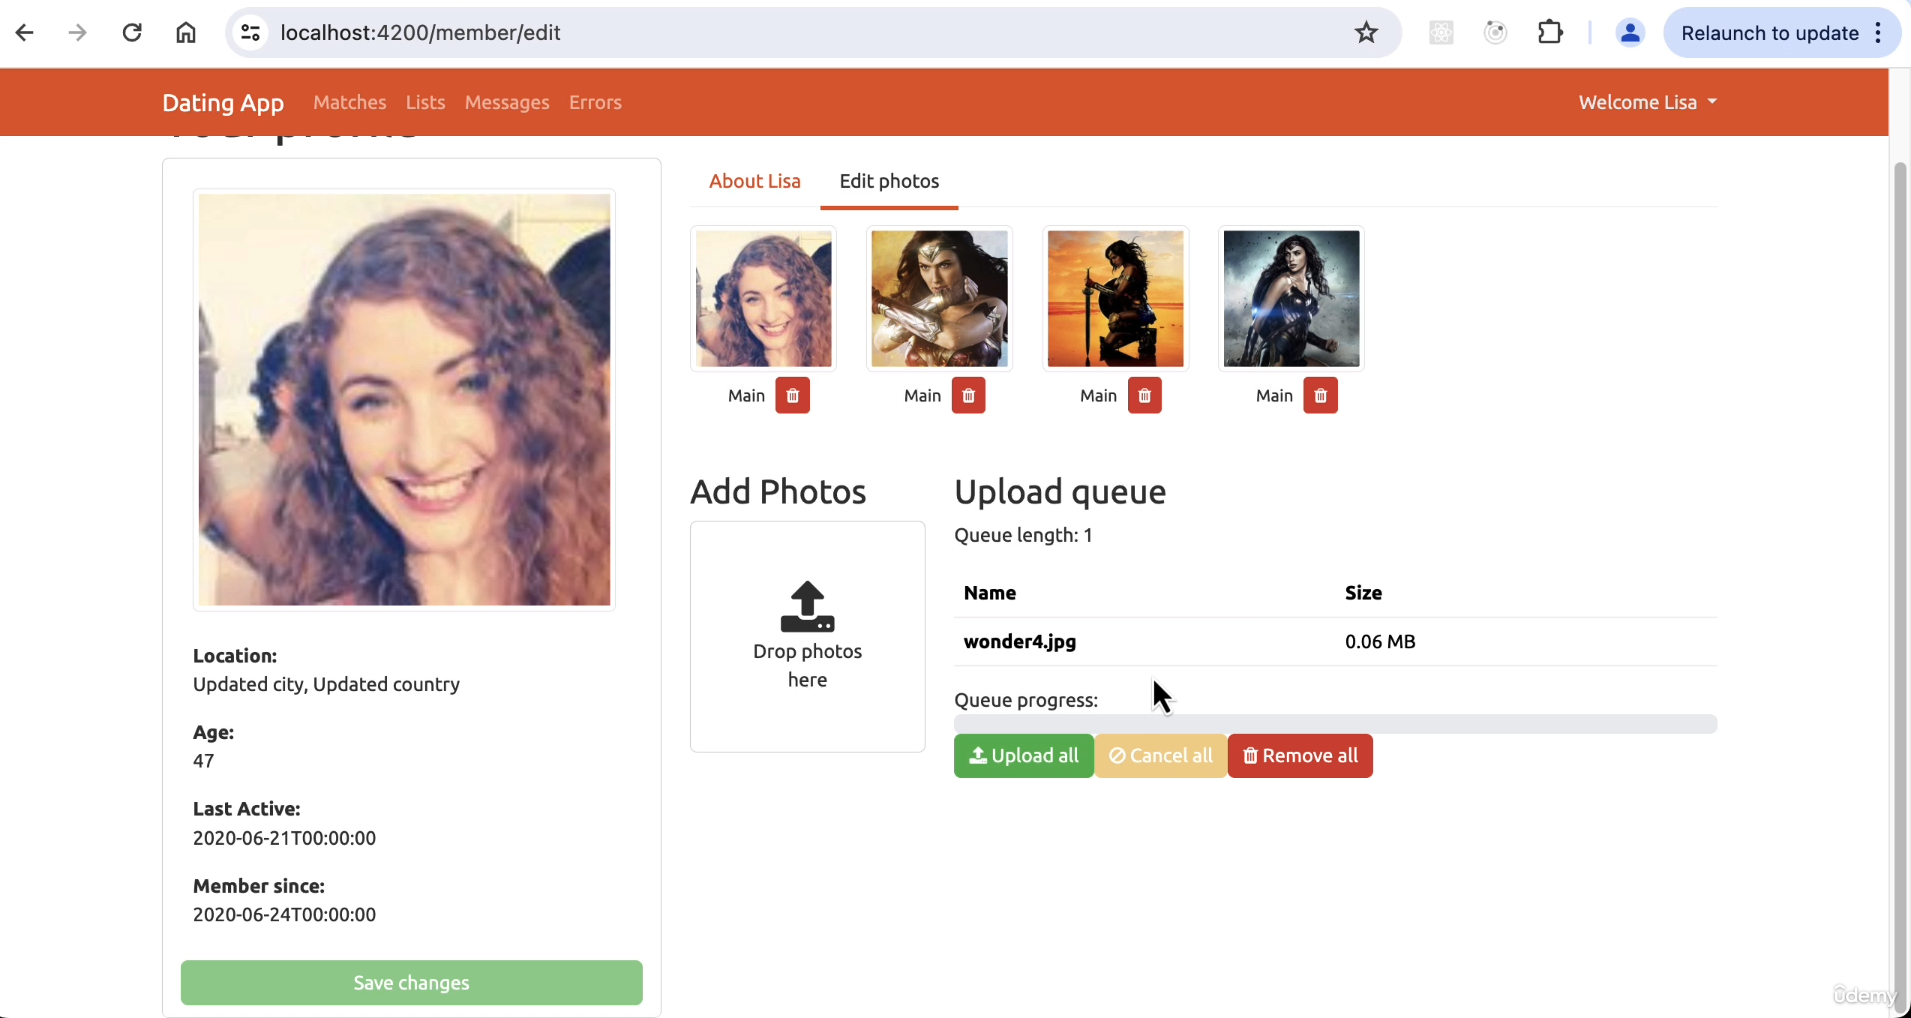 localhost:4200/member/edit
Relaunch to update
Dating App Matches Lists Messages Errors Welcome Lisa
Your profile
About Lisa Edit photos
Main Main Main Main
Add Photos
Drop photos
here
Upload queue
Queue length: 1
Name Size
wonder4.jpg 0.06 MB
Queue progress:
Upload all Cancel all Remove all
Location:
Updated city, Updated country
Age:
47
Last Active:
2020-06-21T00:00:00
Member since:
2020-06-24T00:00:00
Save changes
ûdemy